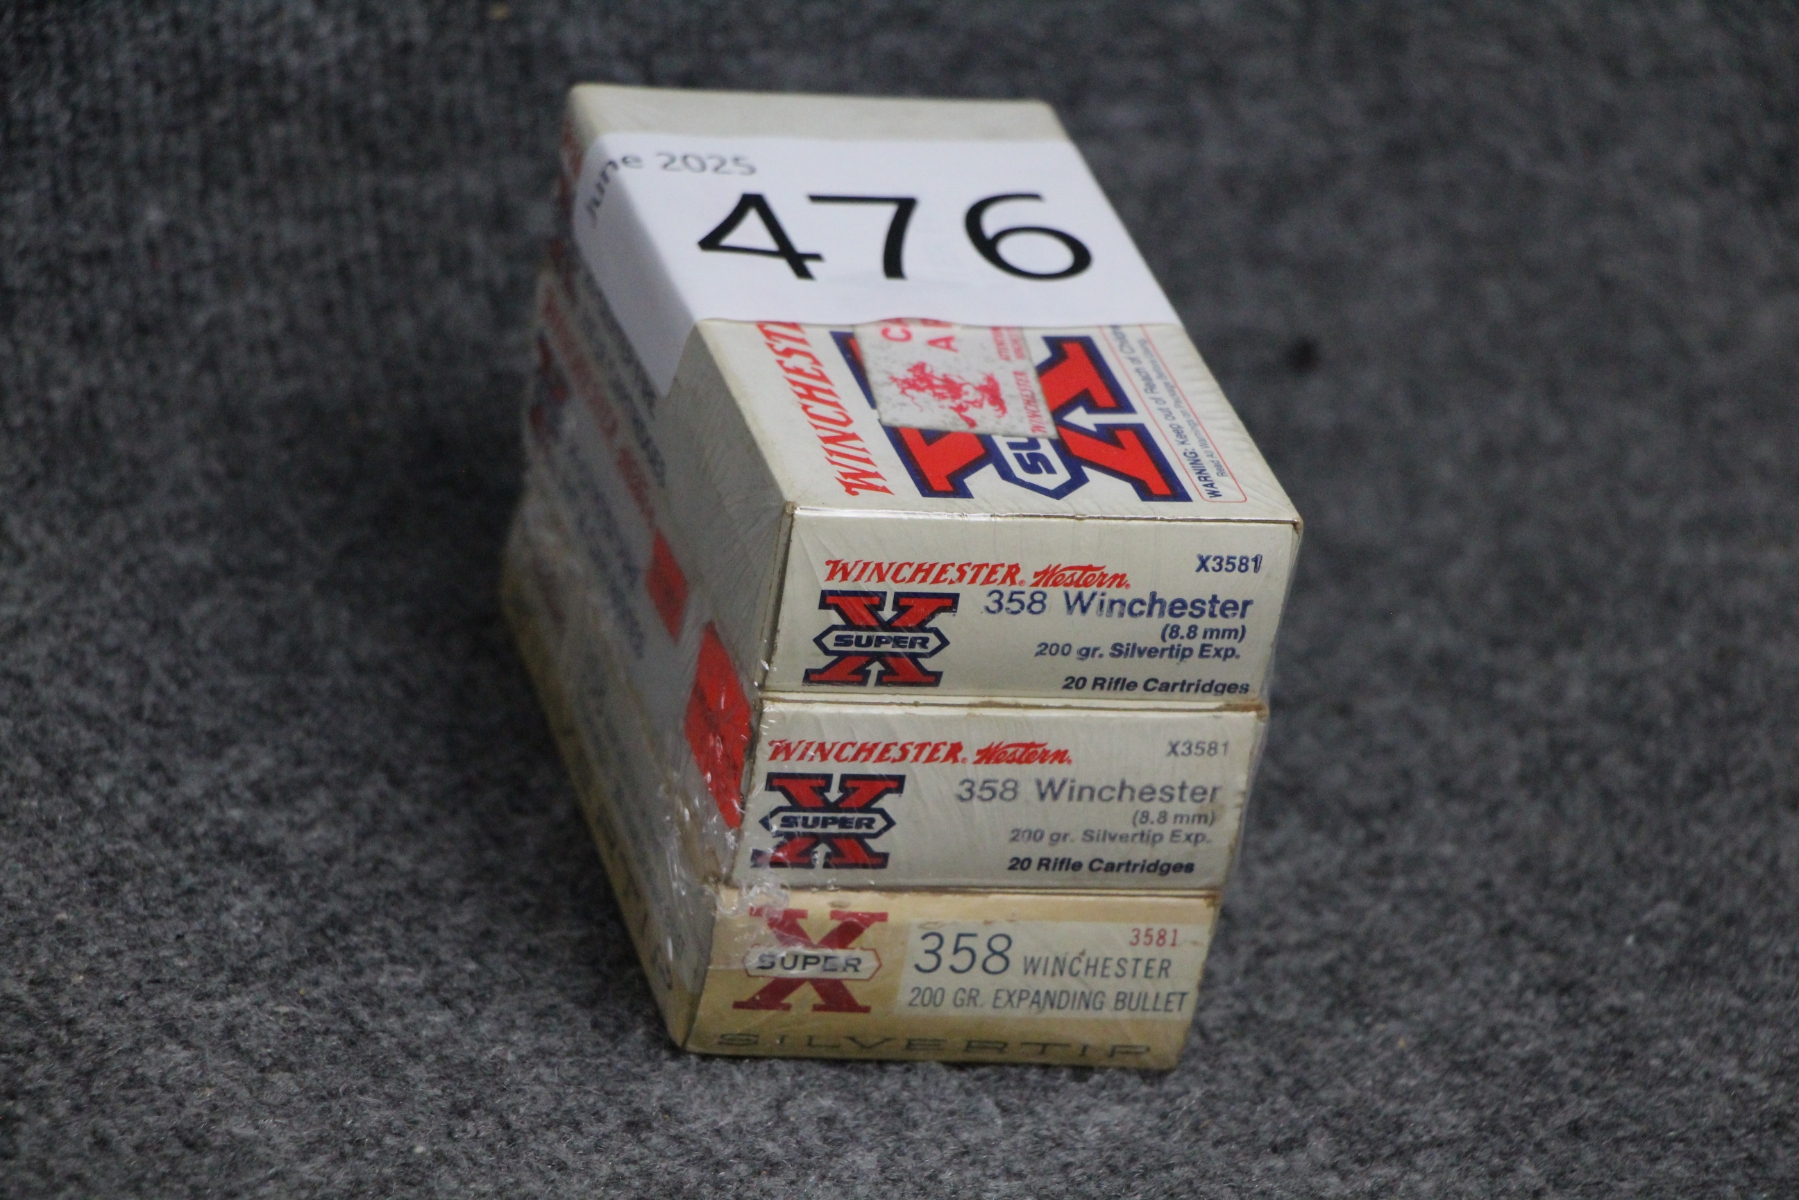 June 2025
476
WINCHESTER
WARNING: Keep out of Reach of Children
WINCHESTER
WINCHESTER. Western. X3581
358 Winchester
SUPER X
(8.8 mm)
200 gr. Silvertip Exp.
20 Rifle Cartridges
WINCHESTER. Western. X3581
358 Winchester
SUPER X
(8.8 mm)
200 gr. Silvertip Exp.
20 Rifle Cartridges
SUPER X
3581
358 WINCHESTER
200 GR. EXPANDING BULLET
SILVERTIP